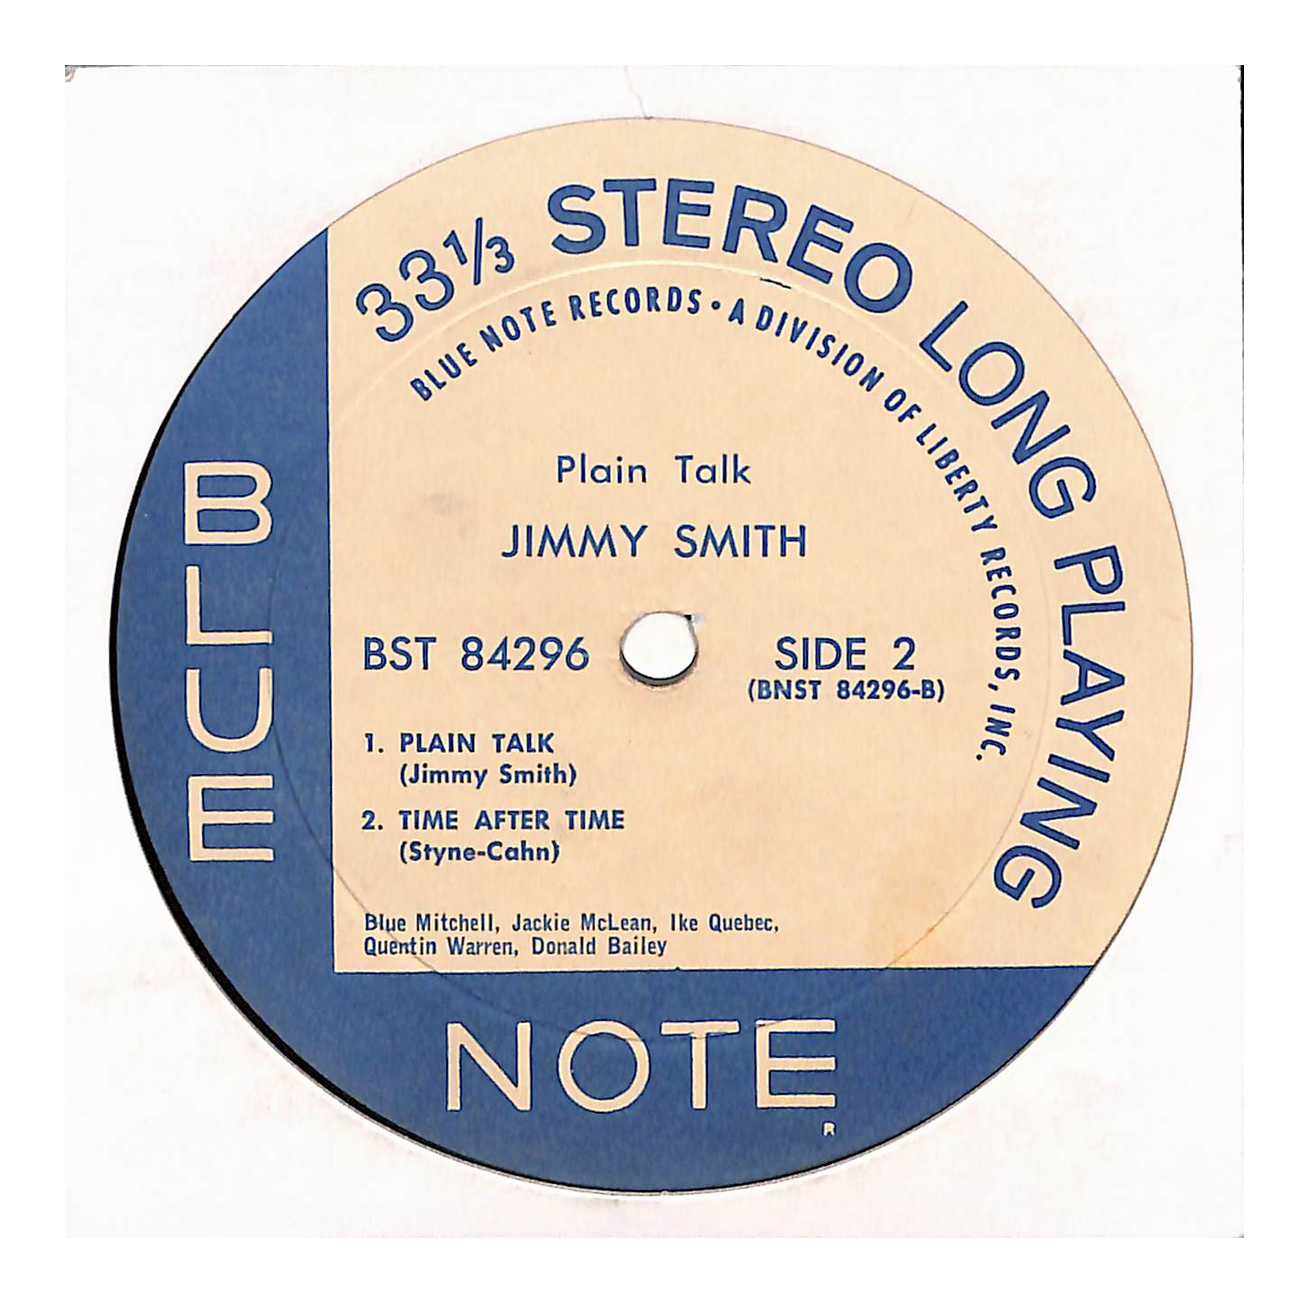 33⅓ STEREO LONG PLAYING
BLUE NOTE RECORDS • A DIVISION OF LIBERTY RECORDS, INC.
Plain Talk
JIMMY SMITH
BST 84296
SIDE 2
(BNST 84296-B)
1. PLAIN TALK
(Jimmy Smith)
2. TIME AFTER TIME
(Styne-Cahn)
Blue Mitchell, Jackie McLean, Ike Quebec,
Quentin Warren, Donald Bailey
BLUE
NOTE
R